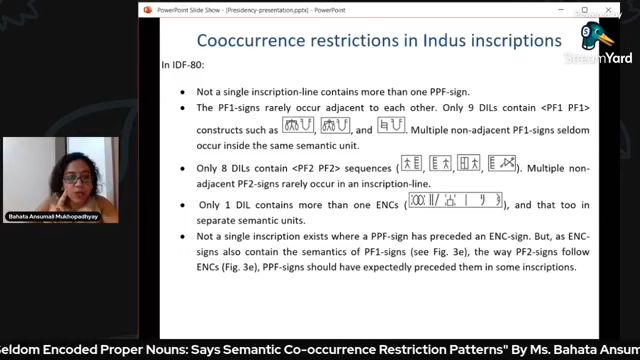 PowerPoint Slide Show - [Presidency-presentation.pptx] - PowerPoint
StreamYard
Cooccurrence restrictions in Indus inscriptions
In IDF-80:
• Not a single inscription-line contains more than one PPF-sign.
• The PF1-signs rarely occur adjacent to each other. Only 9 DILs contain <PF1 PF1>
constructs such as , , and . Multiple non-adjacent PF1-signs seldom
occur inside the same semantic unit.
• Only 8 DILs contain <PF2 PF2> sequences ( , , , ). Multiple non-
adjacent PF2-signs rarely occur in an inscription-line.
• Only 1 DIL contains more than one ENCs ( ), and that too in
separate semantic units.
• Not a single inscription exists where a PPF-sign has preceded an ENC-sign. But, as ENC-
signs also contain the semantics of PF1-signs (see Fig. 3e), the way PF2-signs follow
ENCs (Fig. 3e), PPF-signs should have expectedly preceded them in some inscriptions.
Bahata Ansumali Mukhopadhyay
Seldom Encoded Proper Nouns: Says Semantic Co-occurrence Restriction Patterns" By Ms. Bahata Ansum